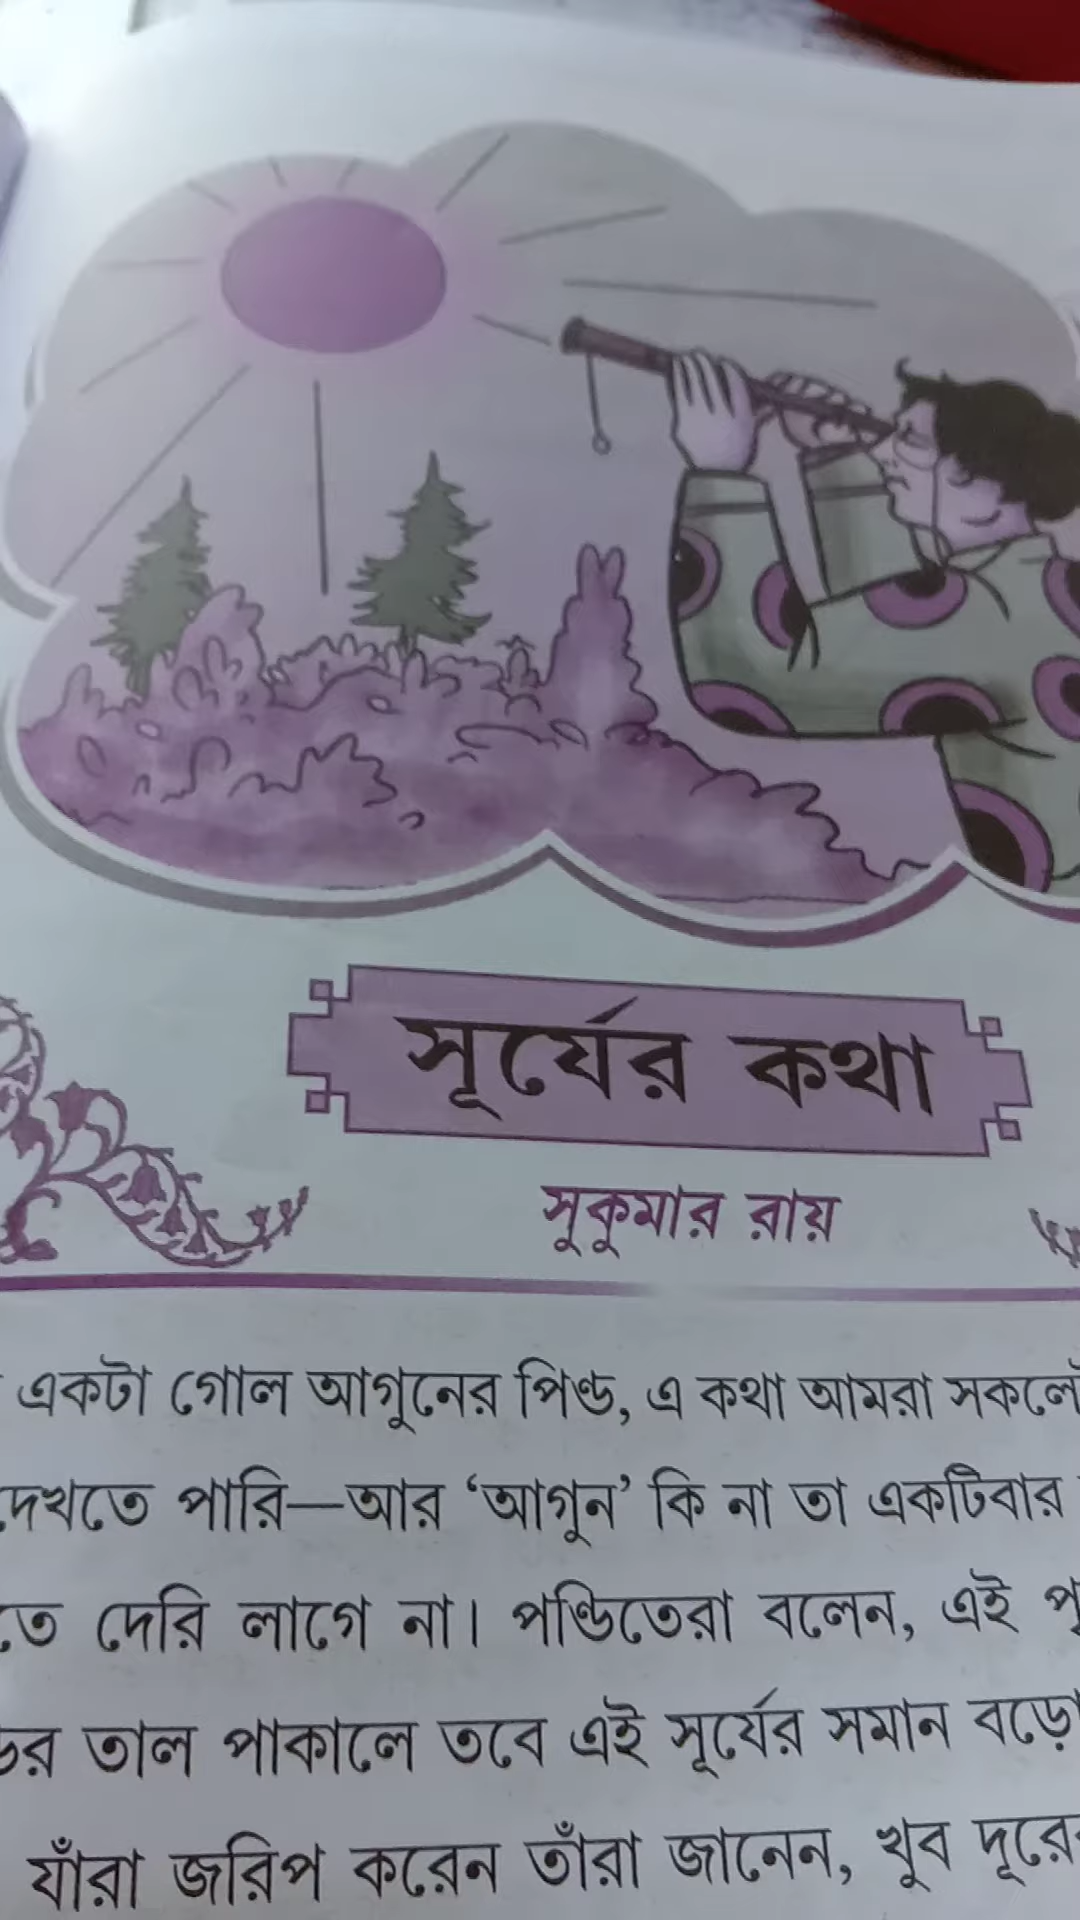 সূর্যের কথা
সুকুমার রায়
একটা গোল আগুনের পিণ্ড, এ কথা আমরা সকলে
দেখতে পারি—আর ‘আগুন’ কি না তা একটিবার
তে দেরি লাগে না। পণ্ডিতেরা বলেন, এই পৃ
তাল পাকালে তবে এই সূর্যের সমান বড়ো
যাঁরা জরিপ করেন তাঁরা জানেন, খুব দূরে